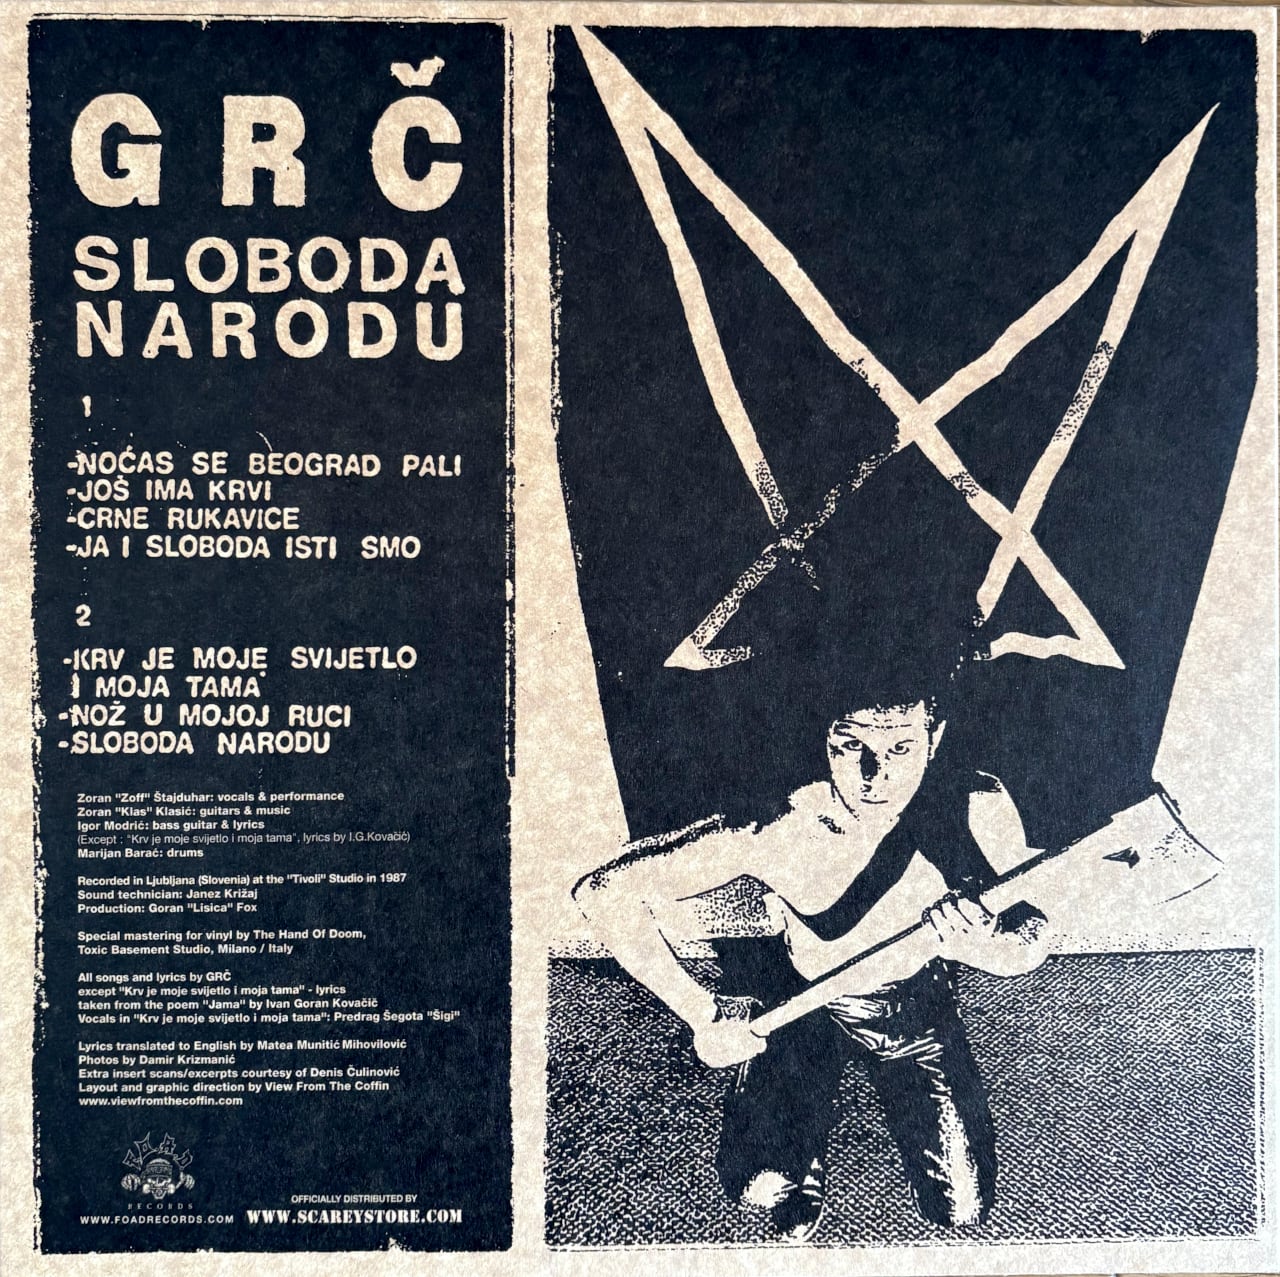 GRČ
SLOBODA
NARODU
1
-NOĆAS SE BEOGRAD PALI
-JOŠ IMA KRVI
-CRNE RUKAVICE
-JA I SLOBODA ISTI SMO
2
-KRV JE MOJE SVIJETLO
I MOJA TAMA
-NOŽ U MOJOJ RUCI
-SLOBODA NARODU
Zoran "Zoff" Štajduhar: vocals & performance
Zoran "Klas" Klasić: guitars & music
Igor Modrić: bass guitar & lyrics
(Except : "Krv je moje svijetlo i moja tama", lyrics by I.G.Kovačić)
Marijan Barać: drums
Recorded in Ljubljana (Slovenia) at the "Tivoli" Studio in 1987
Sound technician: Janez Križaj
Production: Goran "Lisica" Fox
Special mastering for vinyl by The Hand Of Doom,
Toxic Basement Studio, Milano / Italy
All songs and lyrics by GRČ
except "Krv je moje svijetlo i moja tama" - lyrics
taken from the poem "Jama" by Ivan Goran Kovačič
Vocals in "Krv je moje svijetlo i moja tama": Predrag Šegota "Šigi"
Lyrics translated to English by Matea Munitić Mihovilović
Photos by Damir Krizmanić
Extra insert scans/excerpts courtesy of Denis Čulinović
Layout and graphic direction by View From The Coffin
www.viewfromthecoffin.com
F.O.A.D.
RECORDS
WWW.FOADRECORDS.COM
OFFICIALLY DISTRIBUTED BY
WWW.SCAREYSTORE.COM